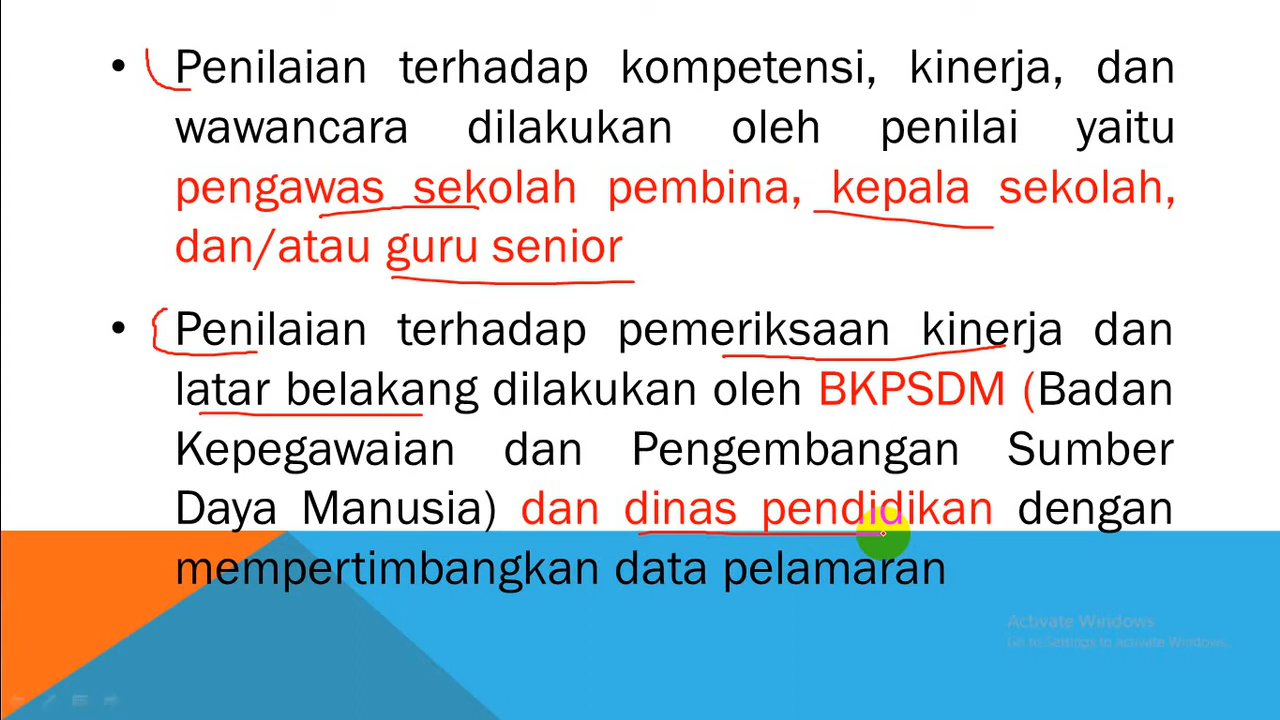 • Penilaian terhadap kompetensi, kinerja, dan
wawancara dilakukan oleh penilai yaitu
pengawas sekolah pembina, kepala sekolah,
dan/atau guru senior
• Penilaian terhadap pemeriksaan kinerja dan
latar belakang dilakukan oleh BKPSDM (Badan
Kepegawaian dan Pengembangan Sumber
Daya Manusia) dan dinas pendidikan dengan
mempertimbangkan data pelamaran
Activate Windows
Go to Settings to activate Windows.